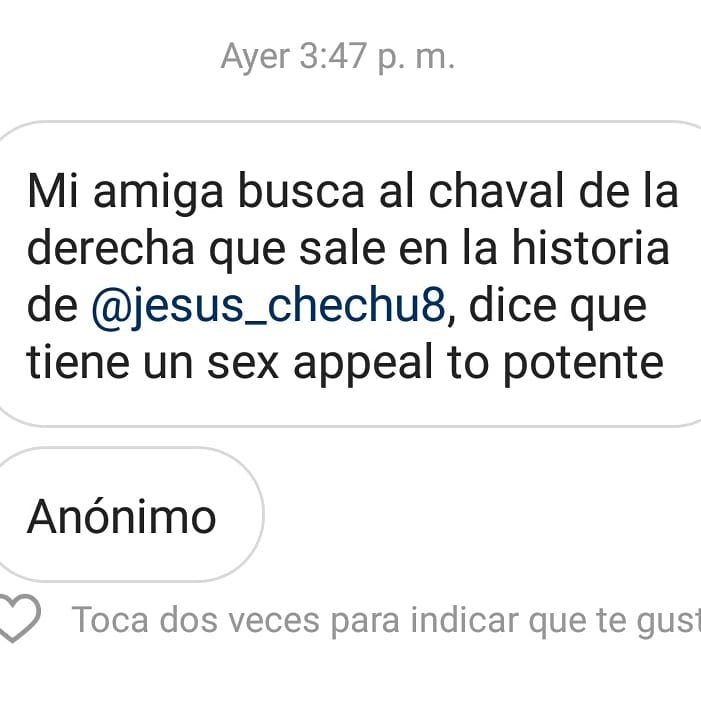 Ayer 3:47 p. m.
Mi amiga busca al chaval de la
derecha que sale en la historia
de @jesus_chechu8, dice que
tiene un sex appeal to potente
Anónimo
Toca dos veces para indicar que te gust